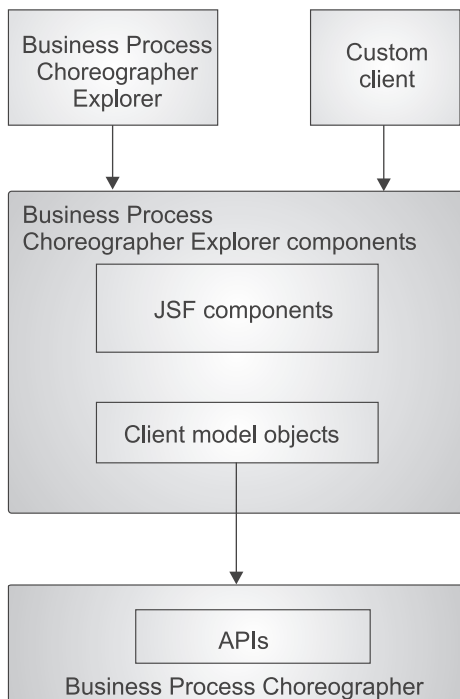 Business Process
Choreographer
Explorer
Custom
client
Business Process
Choreographer Explorer components
JSF components
Client model objects
APIs
Business Process Choreographer